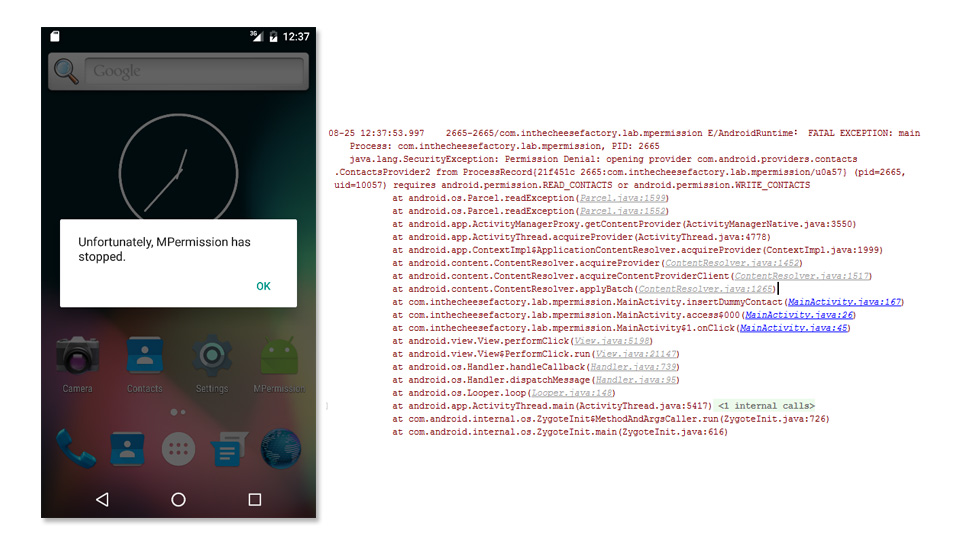 3G
12:37
Google
Unfortunately, MPermission has
stopped.
OK
Camera
Contacts
Settings
MPermission
08-25 12:37:53.997 2665-2665/com.inthecheesefactory.lab.mpermission E/AndroidRuntime: FATAL EXCEPTION: main
Process: com.inthecheesefactory.lab.mpermission, PID: 2665
java.lang.SecurityException: Permission Denial: opening provider com.android.providers.contacts
.ContactsProvider2 from ProcessRecord{21f451c 2665:com.inthecheesefactory.lab.mpermission/u0a57} (pid=2665,
uid=10057) requires android.permission.READ_CONTACTS or android.permission.WRITE_CONTACTS
at android.os.Parcel.readException(Parcel.java:1599)
at android.os.Parcel.readException(Parcel.java:1552)
at android.app.ActivityManagerProxy.getContentProvider(ActivityManagerNative.java:3550)
at android.app.ActivityThread.acquireProvider(ActivityThread.java:4778)
at android.app.ContextImpl$ApplicationContentResolver.acquireProvider(ContextImpl.java:1999)
at android.content.ContentResolver.acquireProvider(ContentResolver.java:1452)
at android.content.ContentResolver.acquireContentProviderClient(ContentResolver.java:1517)
at android.content.ContentResolver.applyBatch(ContentResolver.java:1265)
at com.inthecheesefactory.lab.mpermission.MainActivity.insertDummyContact(MainActivity.java:167)
at com.inthecheesefactory.lab.mpermission.MainActivity.access$000(MainActivity.java:26)
at com.inthecheesefactory.lab.mpermission.MainActivity$1.onClick(MainActivity.java:45)
at android.view.View.performClick(View.java:5198)
at android.view.View$PerformClick.run(View.java:21147)
at android.os.Handler.handleCallback(Handler.java:739)
at android.os.Handler.dispatchMessage(Handler.java:95)
at android.os.Looper.loop(Looper.java:148)
at android.app.ActivityThread.main(ActivityThread.java:5417) <1 internal calls>
at com.android.internal.os.ZygoteInit$MethodAndArgsCaller.run(ZygoteInit.java:726)
at com.android.internal.os.ZygoteInit.main(ZygoteInit.java:616)